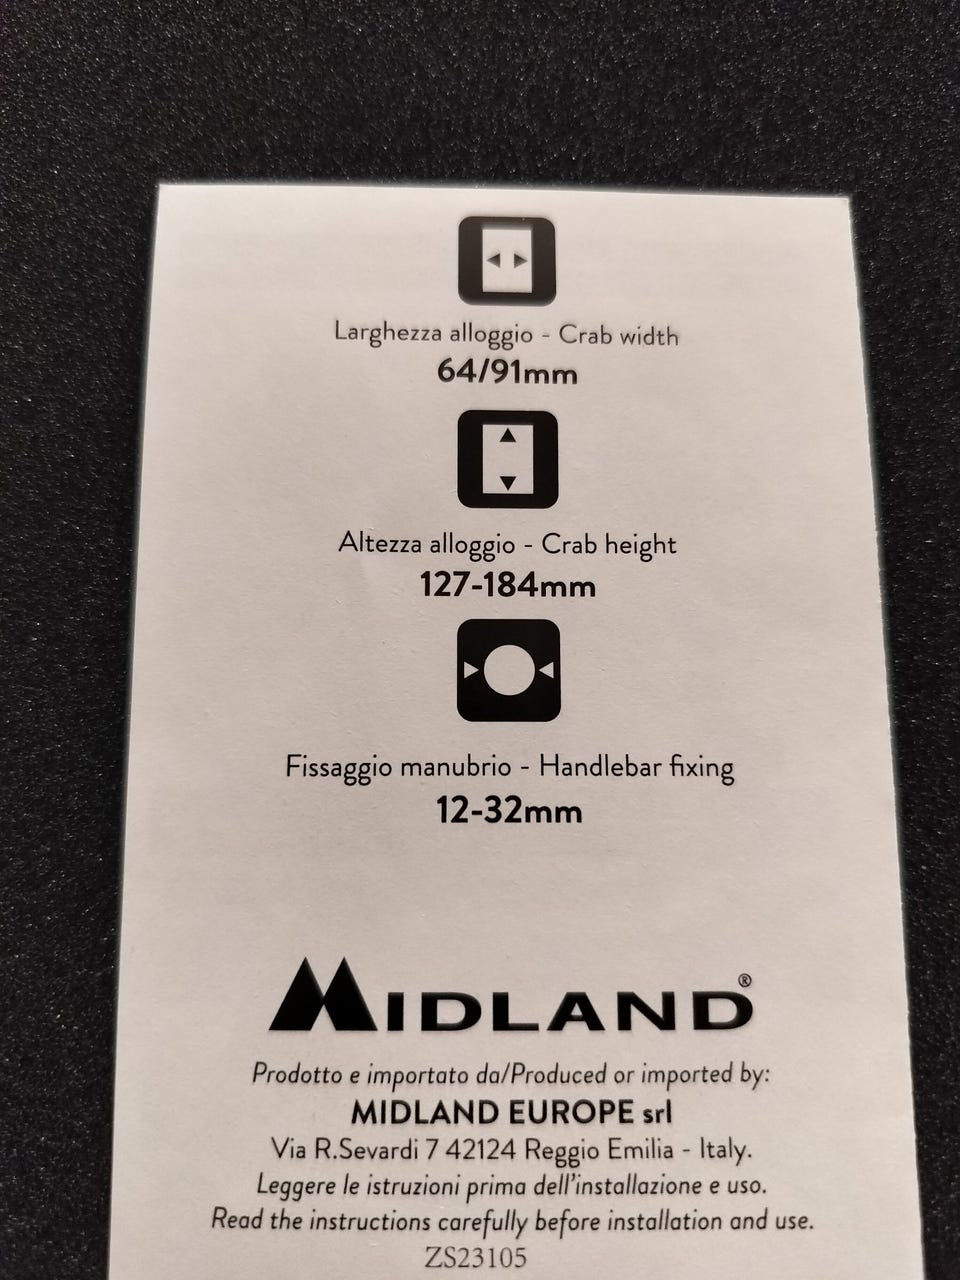 Larghezza alloggio - Crab width
64/91mm
Altezza alloggio - Crab height
127-184mm
Fissaggio manubrio - Handlebar fixing
12-32mm
MIDLAND®
Prodotto e importato da/Produced or imported by:
MIDLAND EUROPE srl
Via R.Sevardi 7 42124 Reggio Emilia - Italy.
Leggere le istruzioni prima dell'installazione e uso.
Read the instructions carefully before installation and use.
ZS23105